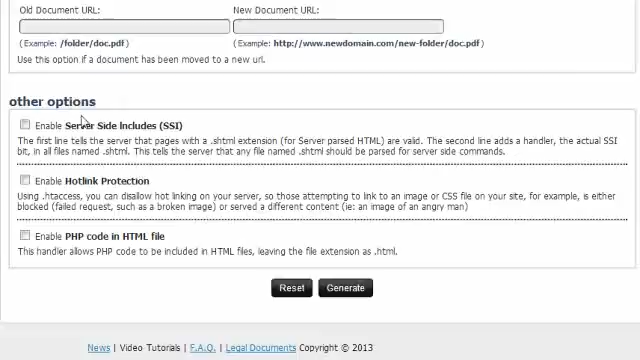 Old Document URL: New Document URL:
(Example: /folder/doc.pdf) (Example: http://www.newdomain.com/new-folder/doc.pdf)
Use this option if a document has been moved to a new url.
other options
Enable Server Side Includes (SSI)
The first line tells the server that pages with a .shtml extension (for Server parsed HTML) are valid. The second line adds a handler, the actual SSI
bit, in all files named .shtml. This tells the server that any file named .shtml should be parsed for server side commands.
Enable Hotlink Protection
Using .htaccess, you can disallow hot linking on your server, so those attempting to link to an image or CSS file on your site, for example, is either
blocked (failed request, such as a broken image) or served a different content (ie: an image of an angry man)
Enable PHP code in HTML file
This handler allows PHP code to be included in HTML files, leaving the file extension as .html.
Reset Generate
News | Video Tutorials | F.A.Q. | Legal Documents Copyright © 2013